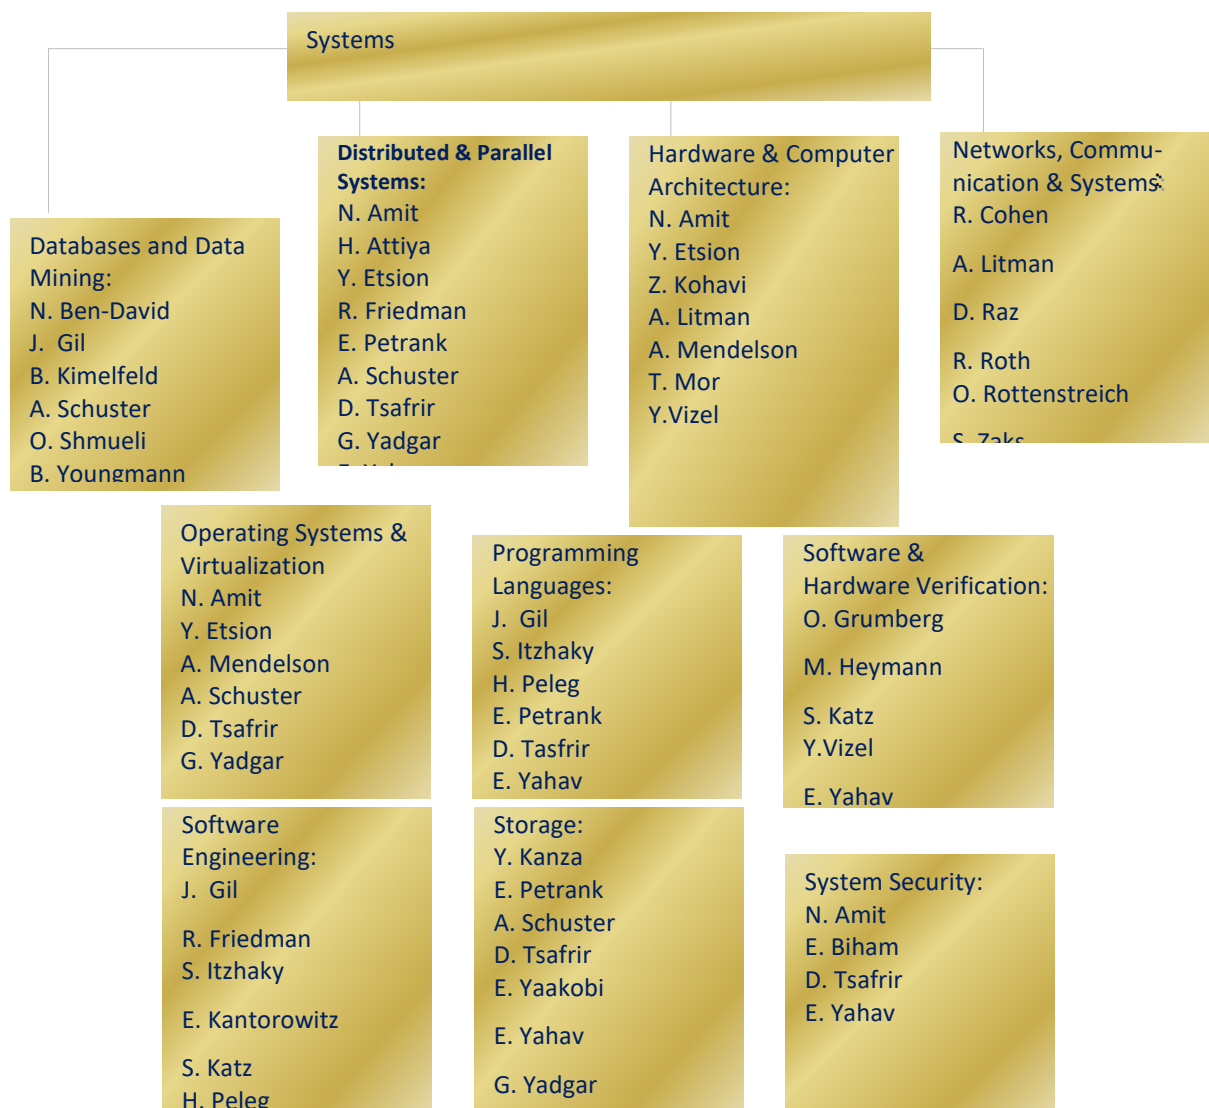 Systems
Databases and Data
Mining:
N. Ben-David
J.  Gil
B. Kimelfeld
A. Schuster
O. Shmueli
B. Youngmann
Distributed & Parallel
Systems:
N. Amit
H. Attiya
Y. Etsion
R. Friedman
E. Petrank
A. Schuster
D. Tsafrir
G. Yadgar
Hardware & Computer
Architecture:
N. Amit
Y. Etsion
Z. Kohavi
A. Litman
A. Mendelson
T. Mor
Y.Vizel
Networks, Commu-
nication & Systems:
R. Cohen
A. Litman
D. Raz
R. Roth
O. Rottenstreich
S. Zaks
Operating Systems &
Virtualization
N. Amit
Y. Etsion
A. Mendelson
A. Schuster
D. Tsafrir
G. Yadgar
Programming
Languages:
J.  Gil
S. Itzhaky
H. Peleg
E. Petrank
D. Tasfrir
E. Yahav
Software &
Hardware Verification:
O. Grumberg
M. Heymann
S. Katz
Y.Vizel
E. Yahav
Software
Engineering:
J.  Gil
R. Friedman
S. Itzhaky
E. Kantorowitz
S. Katz
H. Peleg
Storage:
Y. Kanza
E. Petrank
A. Schuster
D. Tsafrir
E. Yaakobi
E. Yahav
G. Yadgar
System Security:
N. Amit
E. Biham
D. Tsafrir
E. Yahav